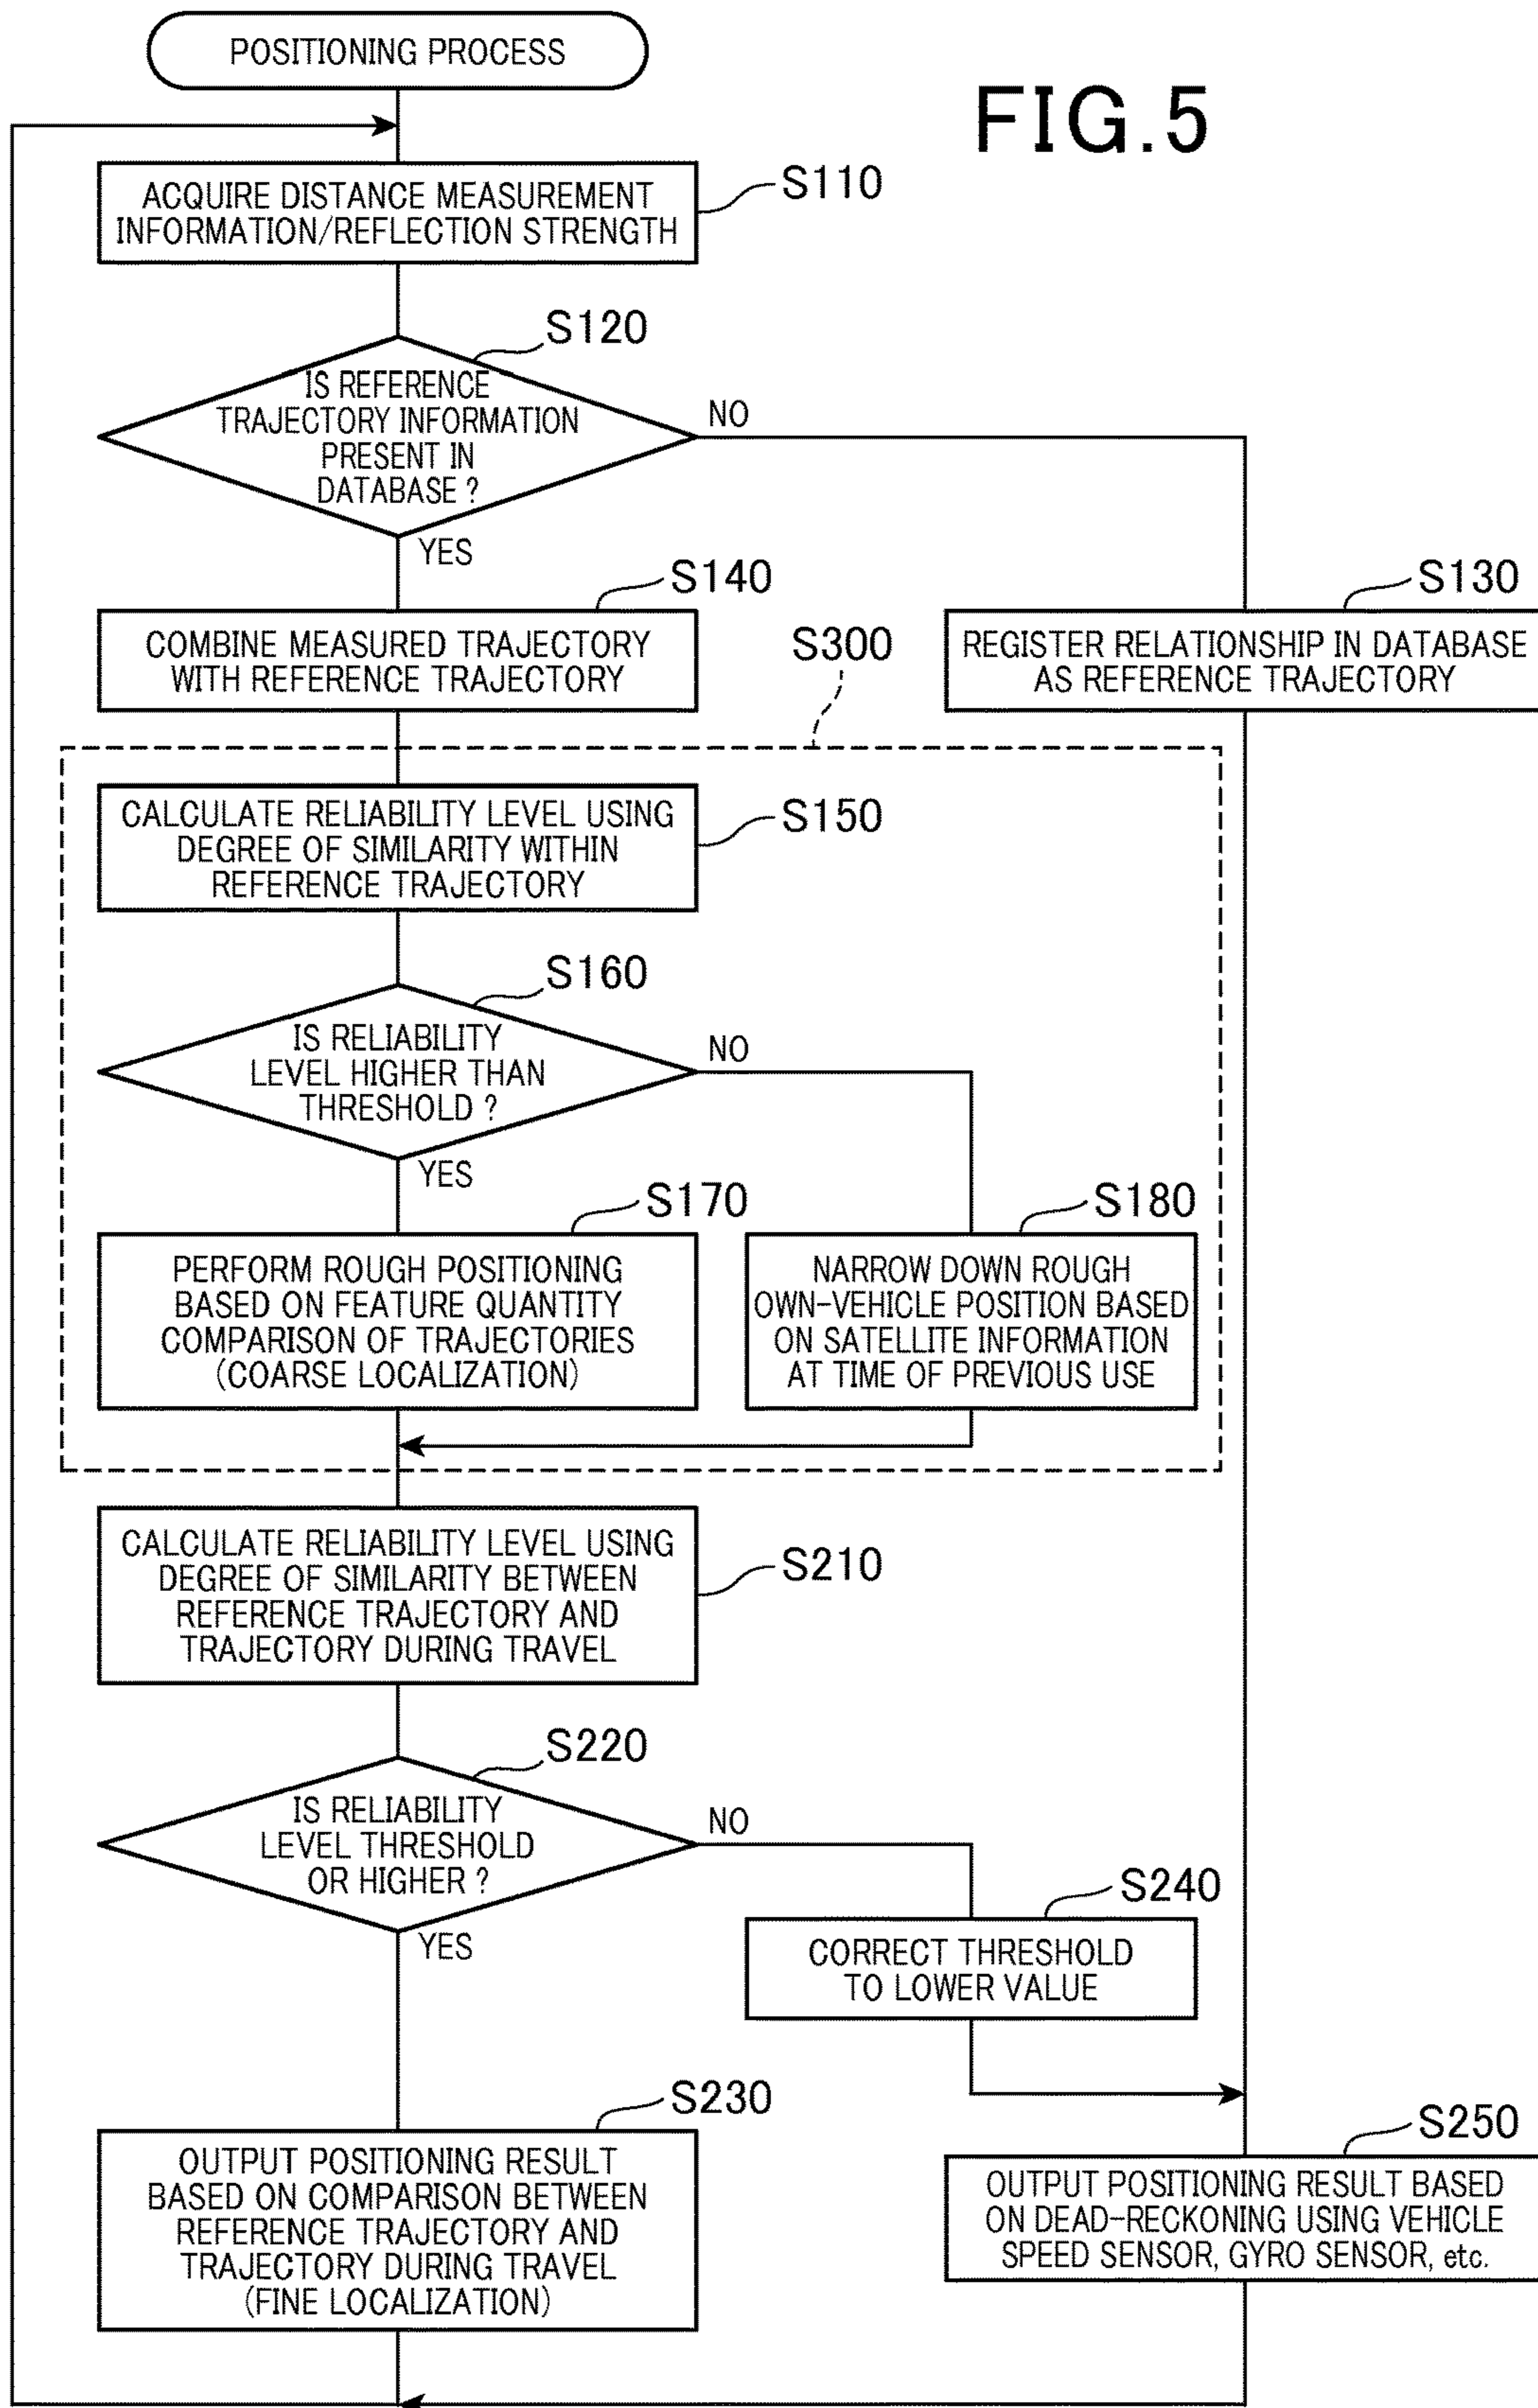 POSITIONING PROCESS
FIG.5
ACQUIRE DISTANCE MEASUREMENT
INFORMATION/REFLECTION STRENGTH
S110
S120
IS REFERENCE
TRAJECTORY INFORMATION
PRESENT IN
DATABASE ?
NO
YES
S140
COMBINE MEASURED TRAJECTORY
WITH REFERENCE TRAJECTORY
S300
S130
REGISTER RELATIONSHIP IN DATABASE
AS REFERENCE TRAJECTORY
CALCULATE RELIABILITY LEVEL USING
DEGREE OF SIMILARITY WITHIN
REFERENCE TRAJECTORY
S150
S160
IS RELIABILITY
LEVEL HIGHER THAN
THRESHOLD ?
NO
YES
S170
PERFORM ROUGH POSITIONING
BASED ON FEATURE QUANTITY
COMPARISON OF TRAJECTORIES
(COARSE LOCALIZATION)
S180
NARROW DOWN ROUGH
OWN-VEHICLE POSITION BASED
ON SATELLITE INFORMATION
AT TIME OF PREVIOUS USE
CALCULATE RELIABILITY LEVEL USING
DEGREE OF SIMILARITY BETWEEN
REFERENCE TRAJECTORY AND
TRAJECTORY DURING TRAVEL
S210
S220
IS RELIABILITY
LEVEL THRESHOLD
OR HIGHER ?
NO
YES
S240
CORRECT THRESHOLD
TO LOWER VALUE
S230
OUTPUT POSITIONING RESULT
BASED ON COMPARISON BETWEEN
REFERENCE TRAJECTORY AND
TRAJECTORY DURING TRAVEL
(FINE LOCALIZATION)
S250
OUTPUT POSITIONING RESULT BASED
ON DEAD-RECKONING USING VEHICLE
SPEED SENSOR, GYRO SENSOR, etc.